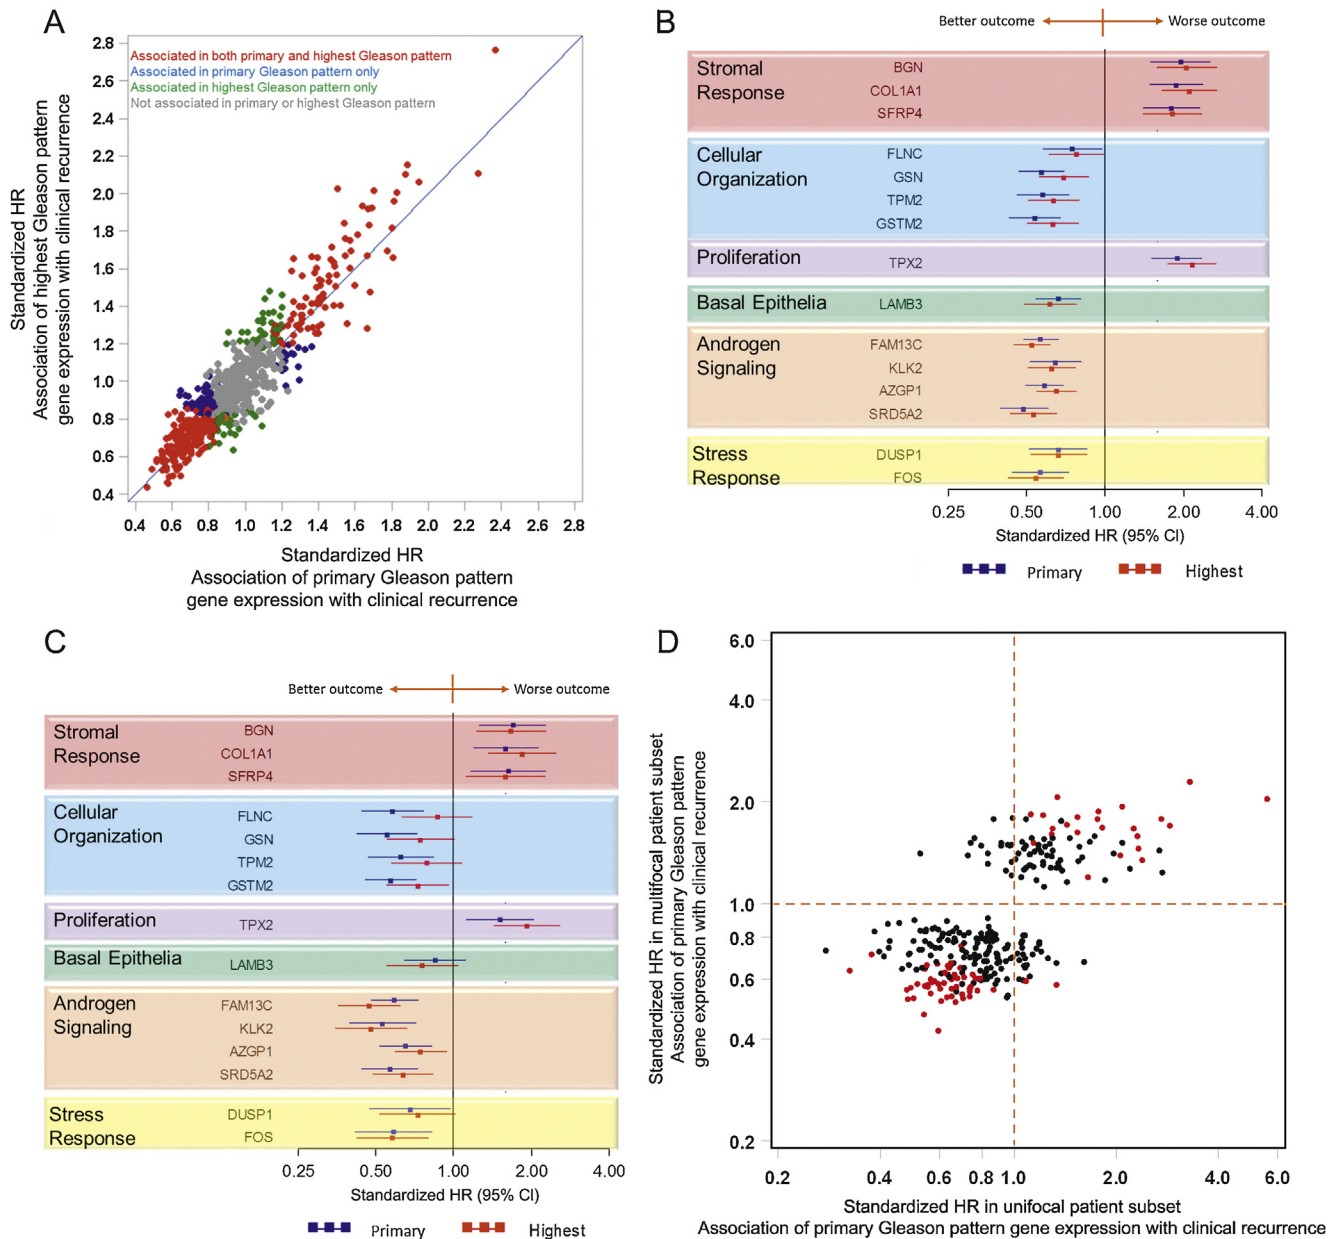 A
Standardized HR
Association of highest Gleason pattern
gene expression with clinical recurrence
2.8
2.6
2.4
2.2
2.0
1.8
1.6
1.4
1.2
1.0
0.8
0.6
0.4
Associated in both primary and highest Gleason pattern
Associated in primary Gleason pattern only
Associated in highest Gleason pattern only
Not associated in primary or highest Gleason pattern
0.4 0.6 0.8 1.0 1.2 1.4 1.6 1.8 2.0 2.2 2.4 2.6 2.8
Standardized HR
Association of primary Gleason pattern
gene expression with clinical recurrence
B
Better outcome Worse outcome
Stromal
Response
BGN
COL1A1
SFRP4
Cellular
Organization
FLNC
GSN
TPM2
GSTM2
Proliferation
TPX2
Basal Epithelia
LAMB3
Androgen
Signaling
FAM13C
KLK2
AZGP1
SRD5A2
Stress
Response
DUSP1
FOS
0.25 0.50 1.00 2.00 4.00
Standardized HR (95% CI)
Primary Highest
C
Better outcome Worse outcome
Stromal
Response
BGN
COL1A1
SFRP4
Cellular
Organization
FLNC
GSN
TPM2
GSTM2
Proliferation
TPX2
Basal Epithelia
LAMB3
Androgen
Signaling
FAM13C
KLK2
AZGP1
SRD5A2
Stress
Response
DUSP1
FOS
0.25 0.50 1.00 2.00 4.00
Standardized HR (95% CI)
Primary Highest
D
Standardized HR in multifocal patient subset
Association of primary Gleason pattern
gene expression with clinical recurrence
6.0
4.0
2.0
1.0
0.8
0.6
0.4
0.2
0.2 0.4 0.6 0.8 1.0 2.0 4.0 6.0
Standardized HR in unifocal patient subset
Association of primary Gleason pattern gene expression with clinical recurrence